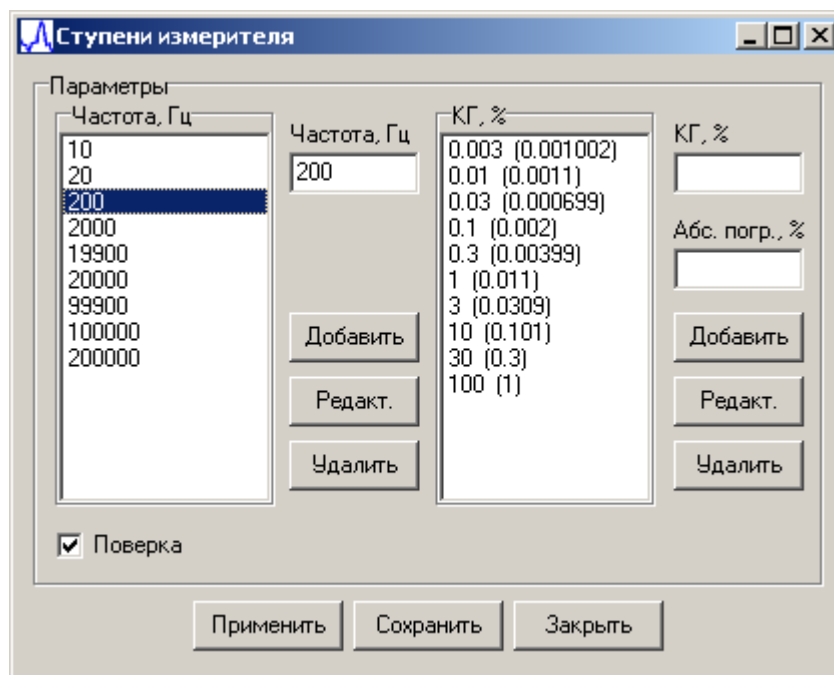 Ступени измерителя
Параметры
Частота, Гц
10
20
200
2000
19900
20000
99900
100000
200000
Частота, Гц
200
Добавить
Редакт.
Удалить
КГ, %
0.003 (0.001002)
0.01 (0.0011)
0.03 (0.000699)
0.1 (0.002)
0.3 (0.00399)
1 (0.011)
3 (0.0309)
10 (0.101)
30 (0.3)
100 (1)
КГ, %
Абс. погр., %
Добавить
Редакт.
Удалить
Поверка
Применить
Сохранить
Закрыть